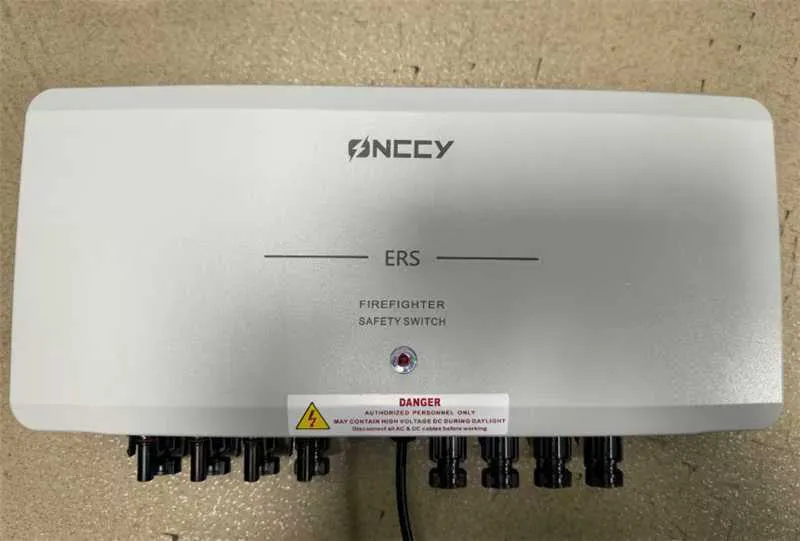 ONCCY
ERS
FIREFIGHTER
SAFETY SWITCH
DANGER
AUTHORIZED PERSONNEL ONLY
MAY CONTAIN HIGH VOLTAGE DC DURING DAYLIGHT
Disconnect all AC & DC cables before working